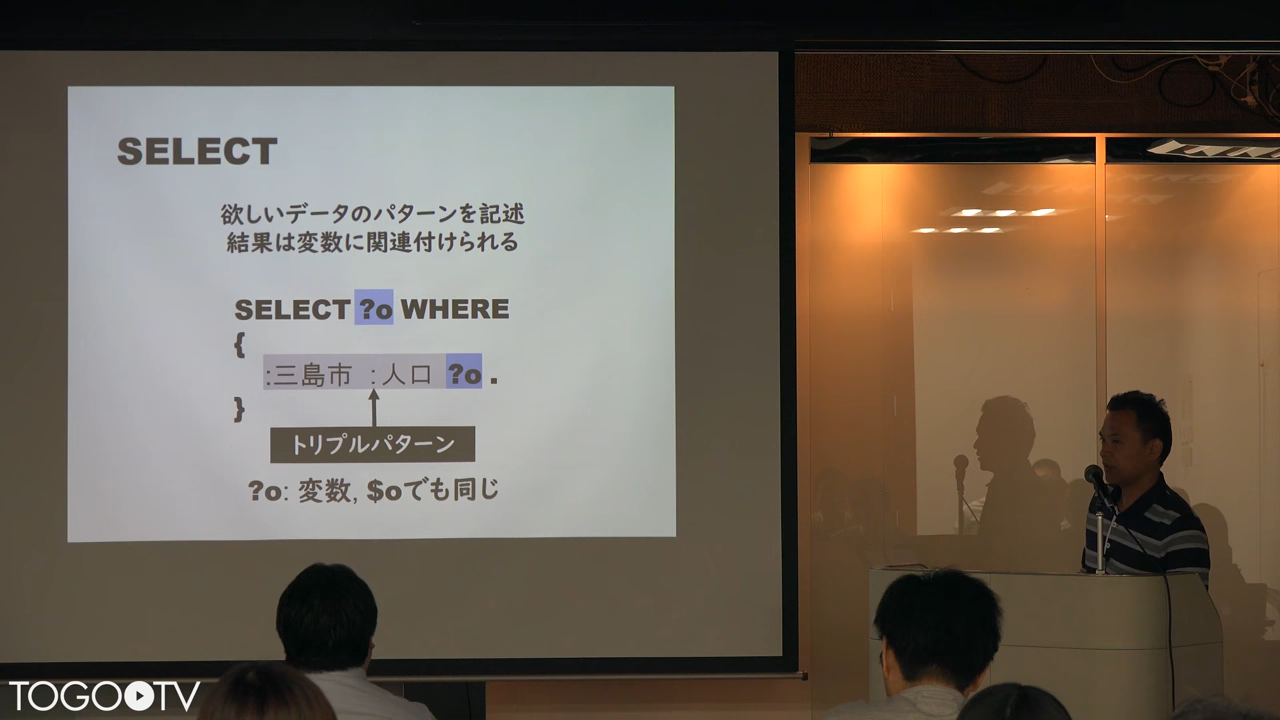 SELECT
欲しいデータのパターンを記述
結果は変数に関連付けられる
SELECT ?o WHERE
{
:三島市 :人口 ?o .
}
トリプルパターン
?o: 変数, $oでも同じ
TOGO TV